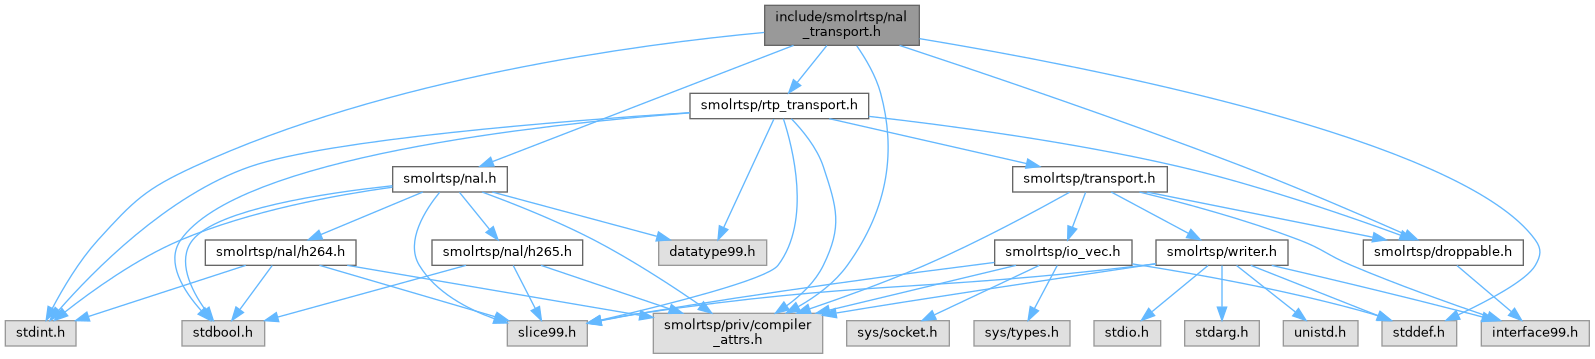 include/smolrtsp/nal
_transport.h
smolrtsp/rtp_transport.h
smolrtsp/nal.h
smolrtsp/transport.h
smolrtsp/nal/h264.h
smolrtsp/nal/h265.h
datatype99.h
smolrtsp/io_vec.h
smolrtsp/writer.h
smolrtsp/droppable.h
stdint.h
stdbool.h
slice99.h
smolrtsp/priv/compiler
_attrs.h
sys/socket.h
sys/types.h
stdio.h
stdarg.h
unistd.h
stddef.h
interface99.h